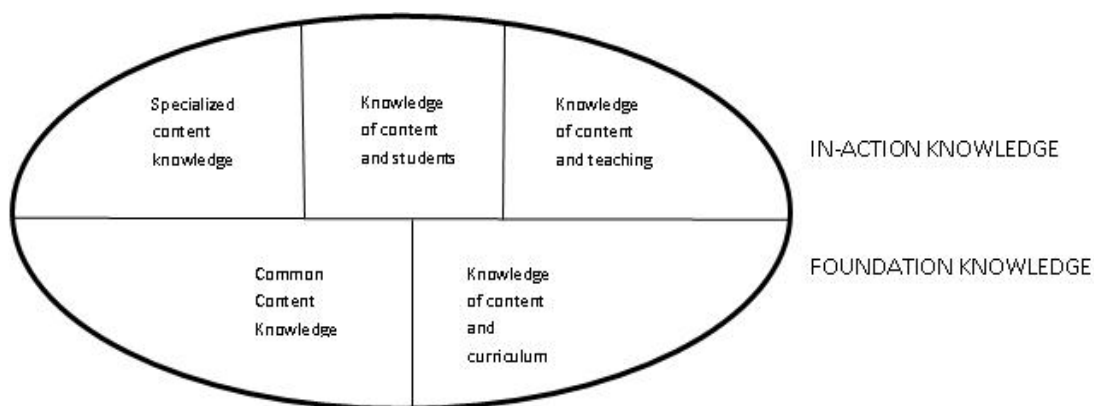 Specialized
content
knowledge
Knowledge
of content
and students
Knowledge
of content
and teaching
IN-ACTION KNOWLEDGE
Common
Content
Knowledge
Knowledge
of content
and
curriculum
FOUNDATION KNOWLEDGE